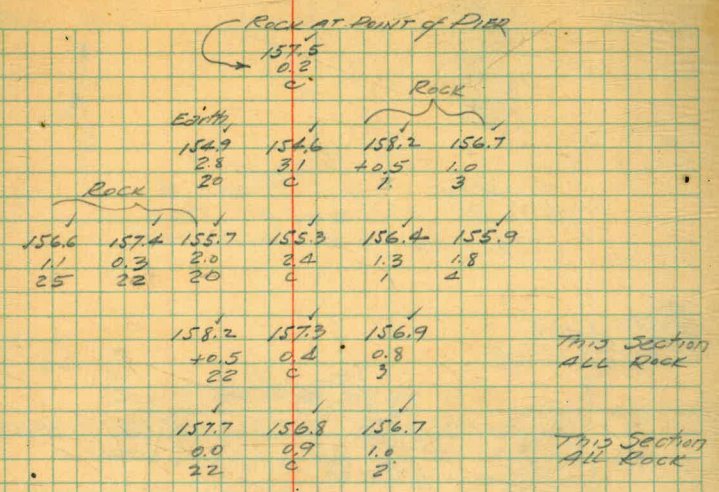 Rock at Point of Pier
157.5
0.2
C
Rock
Earth
154.9 154.6 158.2 156.7
2.8 3.1 +0.5 1.0
20 C 1 3
Rock
156.6 157.4 155.7 155.3 156.4 155.9
1.1 0.3 2.0 2.4 1.3 1.8
25 22 20 C 1 4
158.2 157.3 156.9 This Section
+0.5 0.4 0.8 ALL Rock
22 C 3
157.7 156.8 156.7 This Section
0.0 0.9 1.0 ALL Rock
22 C 2